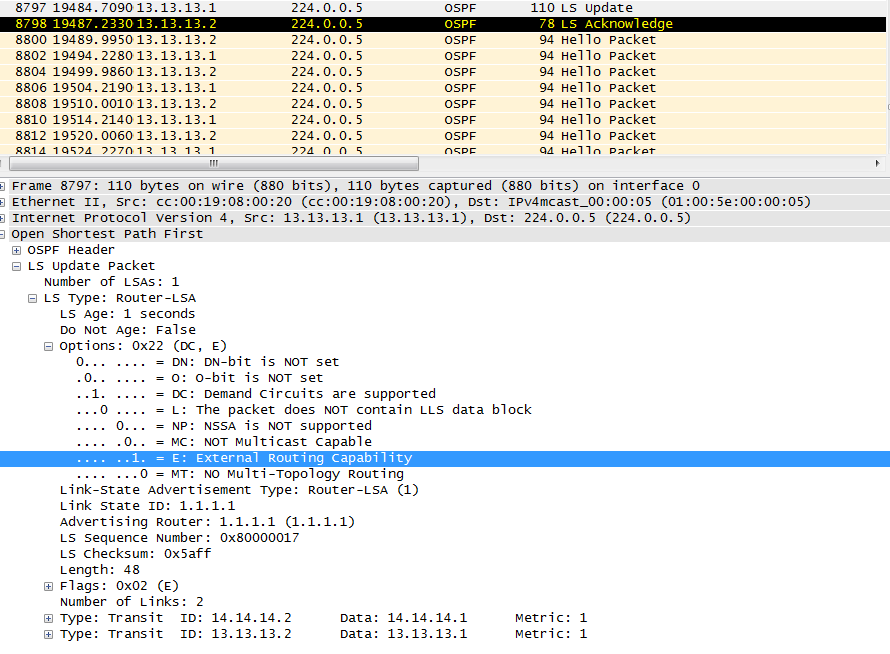 8797 19484.7090 13.13.13.1 224.0.0.5 OSPF 110 LS Update
8798 19487.2330 13.13.13.2 224.0.0.5 OSPF 78 LS Acknowledge
8800 19489.9950 13.13.13.2 224.0.0.5 OSPF 94 Hello Packet
8802 19494.2280 13.13.13.1 224.0.0.5 OSPF 94 Hello Packet
8804 19499.9860 13.13.13.2 224.0.0.5 OSPF 94 Hello Packet
8806 19504.2190 13.13.13.1 224.0.0.5 OSPF 94 Hello Packet
8808 19510.0010 13.13.13.2 224.0.0.5 OSPF 94 Hello Packet
8810 19514.2140 13.13.13.1 224.0.0.5 OSPF 94 Hello Packet
8812 19520.0060 13.13.13.2 224.0.0.5 OSPF 94 Hello Packet
8814 19524.2270 13.13.13.1 224.0.0.5 OSPF 94 Hello Packet
Frame 8797: 110 bytes on wire (880 bits), 110 bytes captured (880 bits) on interface 0
Ethernet II, Src: cc:00:19:08:00:20 (cc:00:19:08:00:20), Dst: IPv4mcast_00:00:05 (01:00:5e:00:00:05)
Internet Protocol Version 4, Src: 13.13.13.1 (13.13.13.1), Dst: 224.0.0.5 (224.0.0.5)
Open Shortest Path First
OSPF Header
LS Update Packet
Number of LSAs: 1
LS Type: Router-LSA
LS Age: 1 seconds
Do Not Age: False
Options: 0x22 (DC, E)
0... .... = DN: DN-bit is NOT set
.0.. .... = O: O-bit is NOT set
..1. .... = DC: Demand Circuits are supported
...0 .... = L: The packet does NOT contain LLS data block
.... 0... = NP: NSSA is NOT supported
.... .0.. = MC: NOT Multicast Capable
.... ..1. = E: External Routing Capability
.... ...0 = MT: NO Multi-Topology Routing
Link-State Advertisement Type: Router-LSA (1)
Link State ID: 1.1.1.1
Advertising Router: 1.1.1.1 (1.1.1.1)
LS Sequence Number: 0x80000017
LS Checksum: 0x5aff
Length: 48
Flags: 0x02 (E)
Number of Links: 2
Type: Transit ID: 14.14.14.2 Data: 14.14.14.1 Metric: 1
Type: Transit ID: 13.13.13.2 Data: 13.13.13.1 Metric: 1